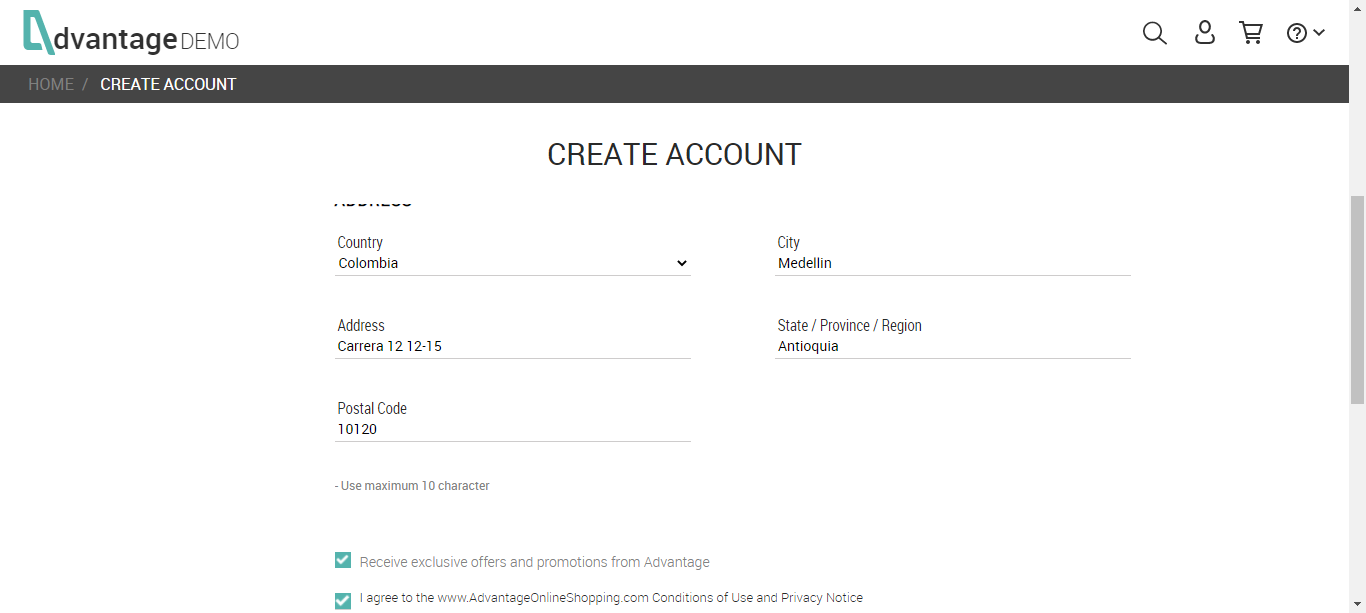 dvantage DEMO
HOME / CREATE ACCOUNT
CREATE ACCOUNT
ADDRESS
Country
Colombia
City
Medellin
Address
Carrera 12 12-15
State / Province / Region
Antioquia
Postal Code
10120
- Use maximum 10 character
Receive exclusive offers and promotions from Advantage
I agree to the www.AdvantageOnlineShopping.com Conditions of Use and Privacy Notice